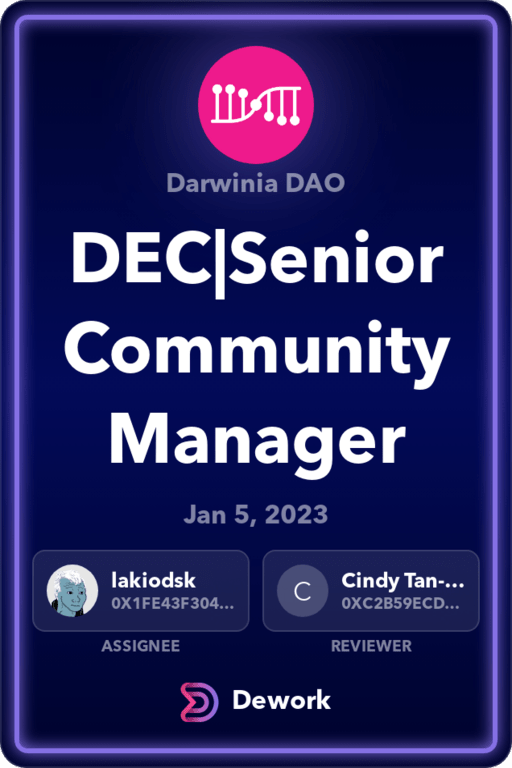 Darwinia DAO
DEC|Senior
Community
Manager
Jan 5, 2023
lakiodsk
0X1FE43F304...
ASSIGNEE
C
Cindy Tan-...
0XC2B59ECD...
REVIEWER
Dework